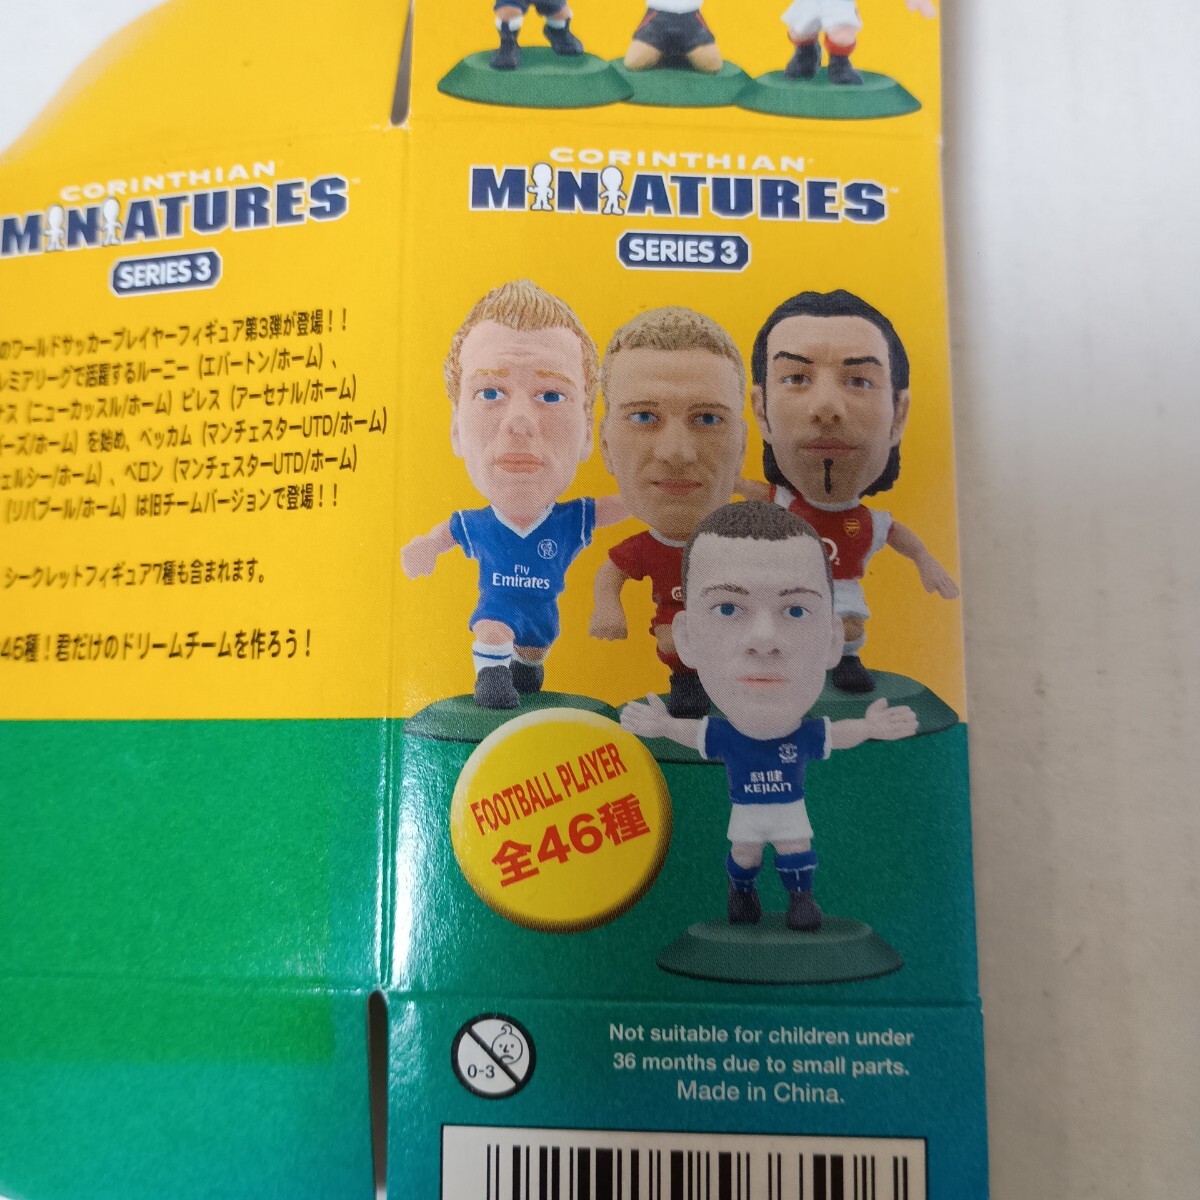 CORINTHIAN
MINIATURES™
SERIES 3
のワールドサッカープレイヤーフィギュア第3弾が登場！！
レミアリーグで活躍するルーニー（エバートン/ホーム）、
ナス（ニューカッスル/ホーム）ピレス（アーセナル/ホーム）
ーズ/ホーム）を始め、ベッカム（マンチェスターUTD/ホーム）
ェルシー/ホーム）、ベロン（マンチェスターUTD/ホーム）
（リバプール/ホーム）は旧チームバージョンで登場！！
シークレットフィギュア7種も含まれます。
46種！君だけのドリームチームを作ろう！
CORINTHIAN
MINIATURES™
SERIES 3
Fly
Emirates
O2
科健
KEJIAN
FOOTBALL PLAYER
全46種
0-3
Not suitable for children under
36 months due to small parts.
Made in China.